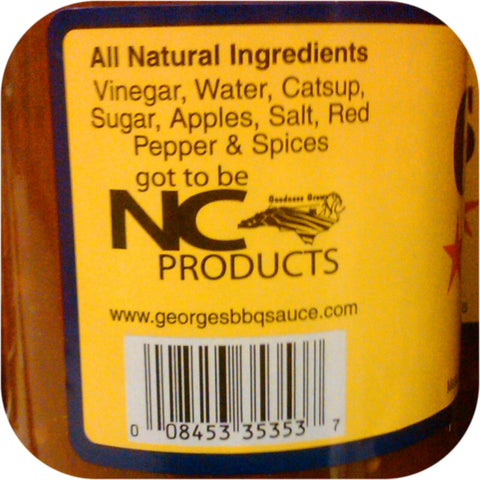 All Natural Ingredients
Vinegar, Water, Catsup,
Sugar, Apples, Salt, Red
Pepper & Spices
got to be
NC
Goodness Grows
NC
PRODUCTS
www.georgesbbqsauce.com
0 08453 35353 7